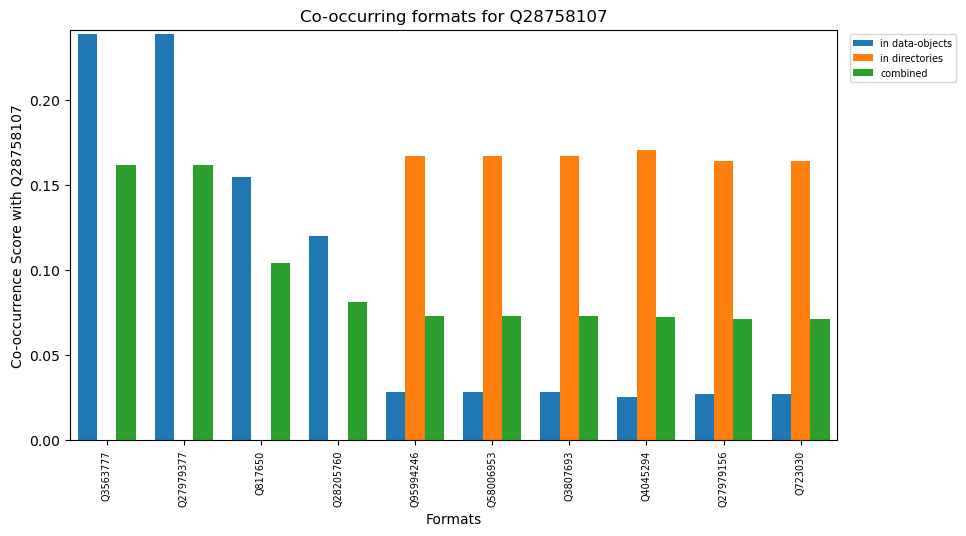 Co-occurring formats for Q28758107
in data-objects
in directories
combined
Co-occurrence Score with Q28758107
0.20
0.15
0.10
0.05
0.00
Q3563777
Q27979377
Q817650
Q28205760
Q95994246
Q58006953
Q3807693
Q4045294
Q27979156
Q723030
Formats